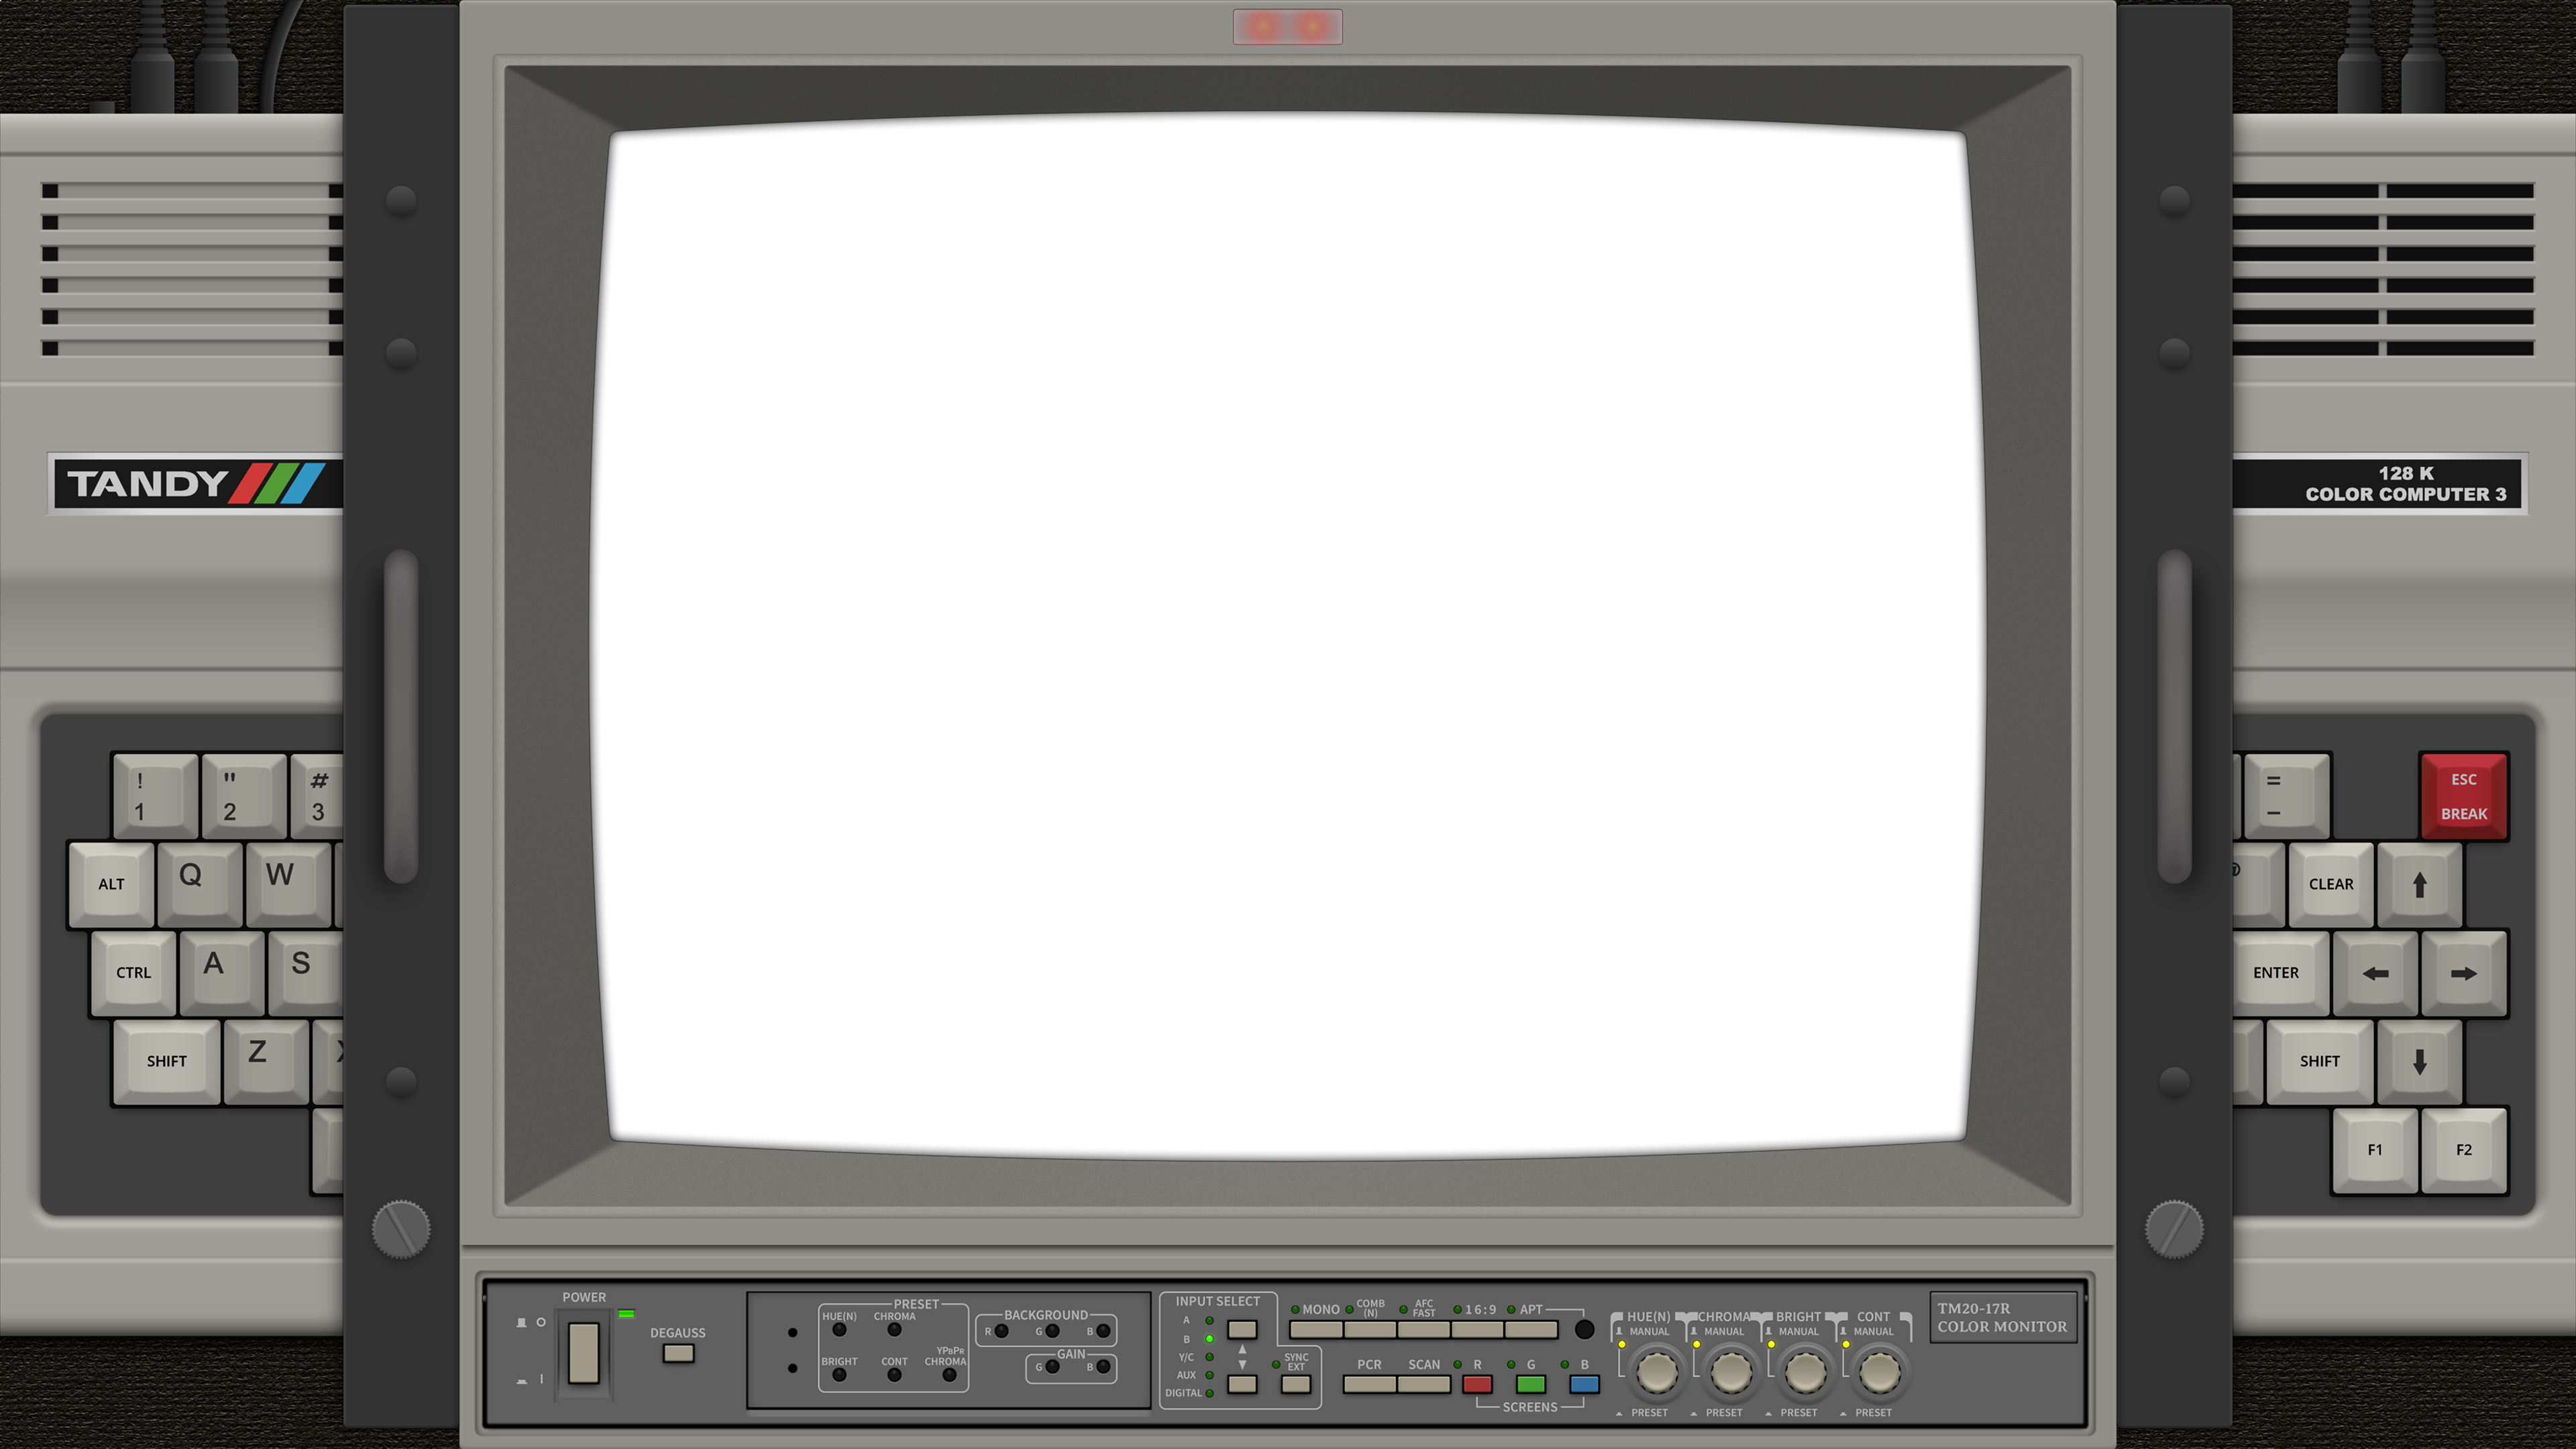 TANDY
128 K
COLOR COMPUTER 3
!
1
"
2
#
3
ALT
Q
W
CTRL
A
S
SHIFT
Z
=
-
ESC
BREAK
CLEAR
ENTER
SHIFT
F1
F2
POWER
O
I
DEGAUSS
PRESET
HUE(N)
CHROMA
BRIGHT
CONT
YPBPR
CHROMA
BACKGROUND
R
G
B
GAIN
G
B
INPUT SELECT
A
B
Y/C
AUX
DIGITAL
SYNC
EXT
MONO
COMB
(N)
AFC
FAST
16:9
APT
PCR
SCAN
R
G
B
SCREENS
HUE(N)
MANUAL
PRESET
CHROMA
MANUAL
PRESET
BRIGHT
MANUAL
PRESET
CONT
MANUAL
PRESET
TM20-17R
COLOR MONITOR